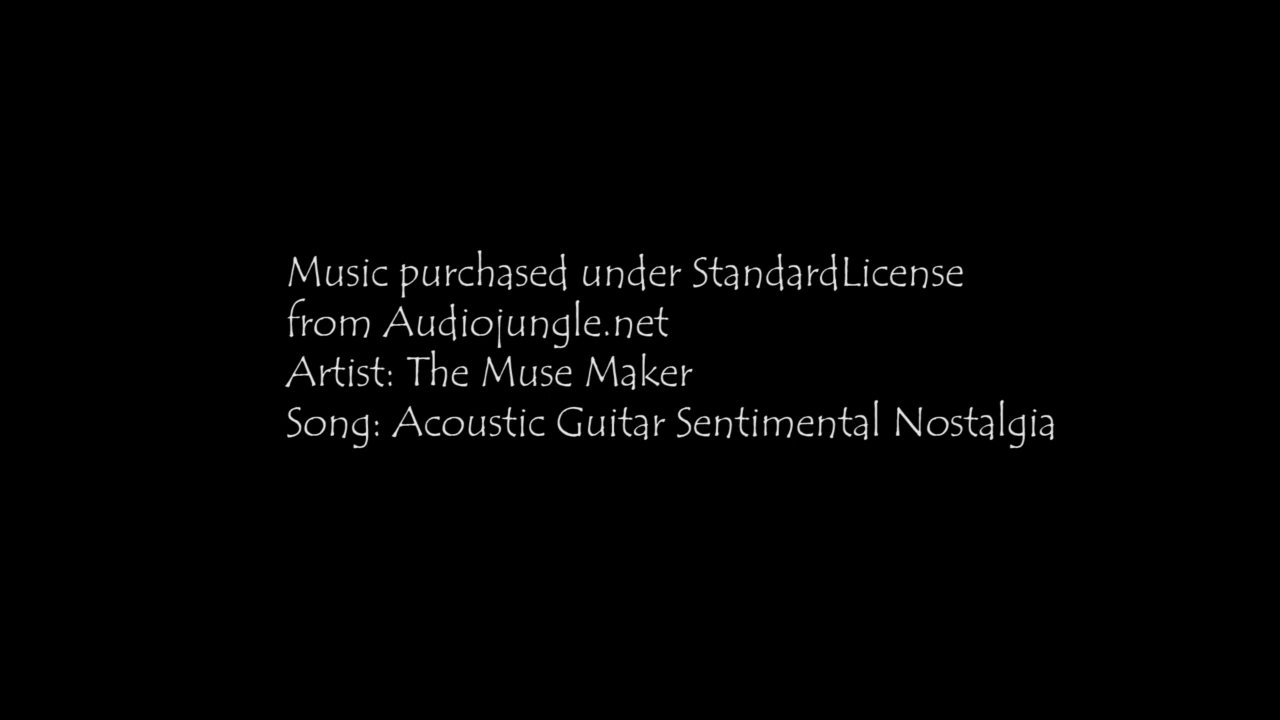 Music purchased under StandardLicense
from Audiojungle.net
Artist: The Muse Maker
Song: Acoustic Guitar Sentimental Nostalgia